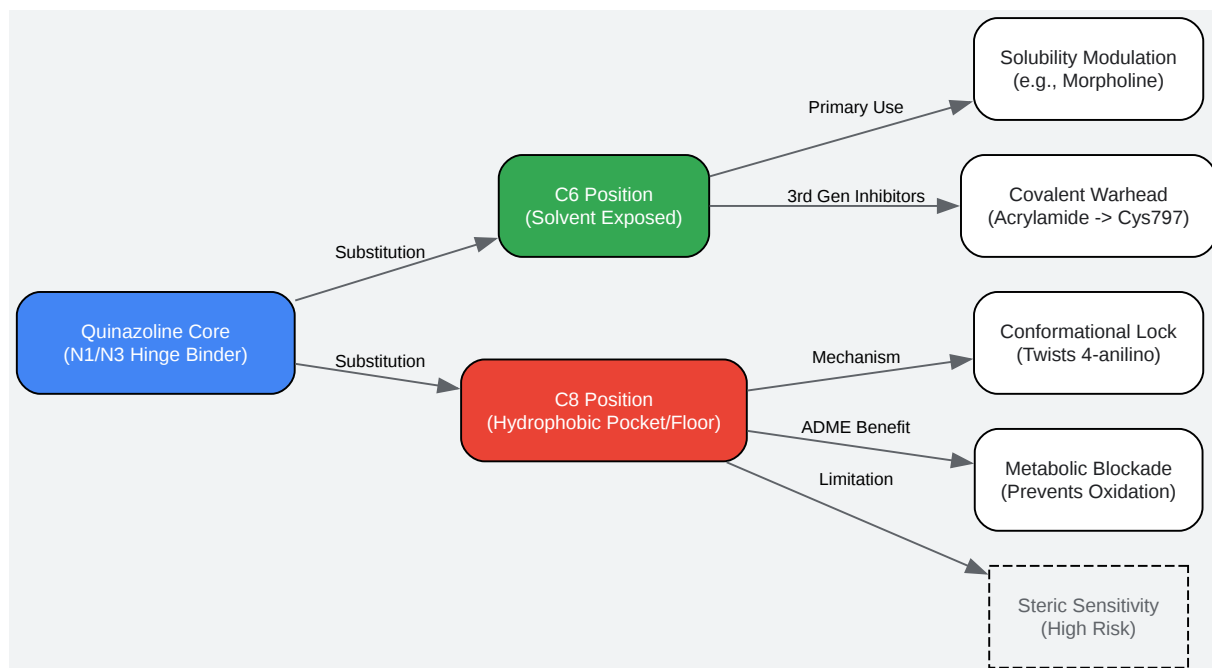 Quinazoline Core
(N1/N3 Hinge Binder)
Substitution
Substitution
C6 Position
(Solvent Exposed)
C8 Position
(Hydrophobic Pocket/Floor)
Primary Use
3rd Gen Inhibitors
Mechanism
ADME Benefit
Limitation
Solubility Modulation
(e.g., Morpholine)
Covalent Warhead
(Acrylamide -> Cys797)
Conformational Lock
(Twists 4-anilino)
Metabolic Blockade
(Prevents Oxidation)
Steric Sensitivity
(High Risk)